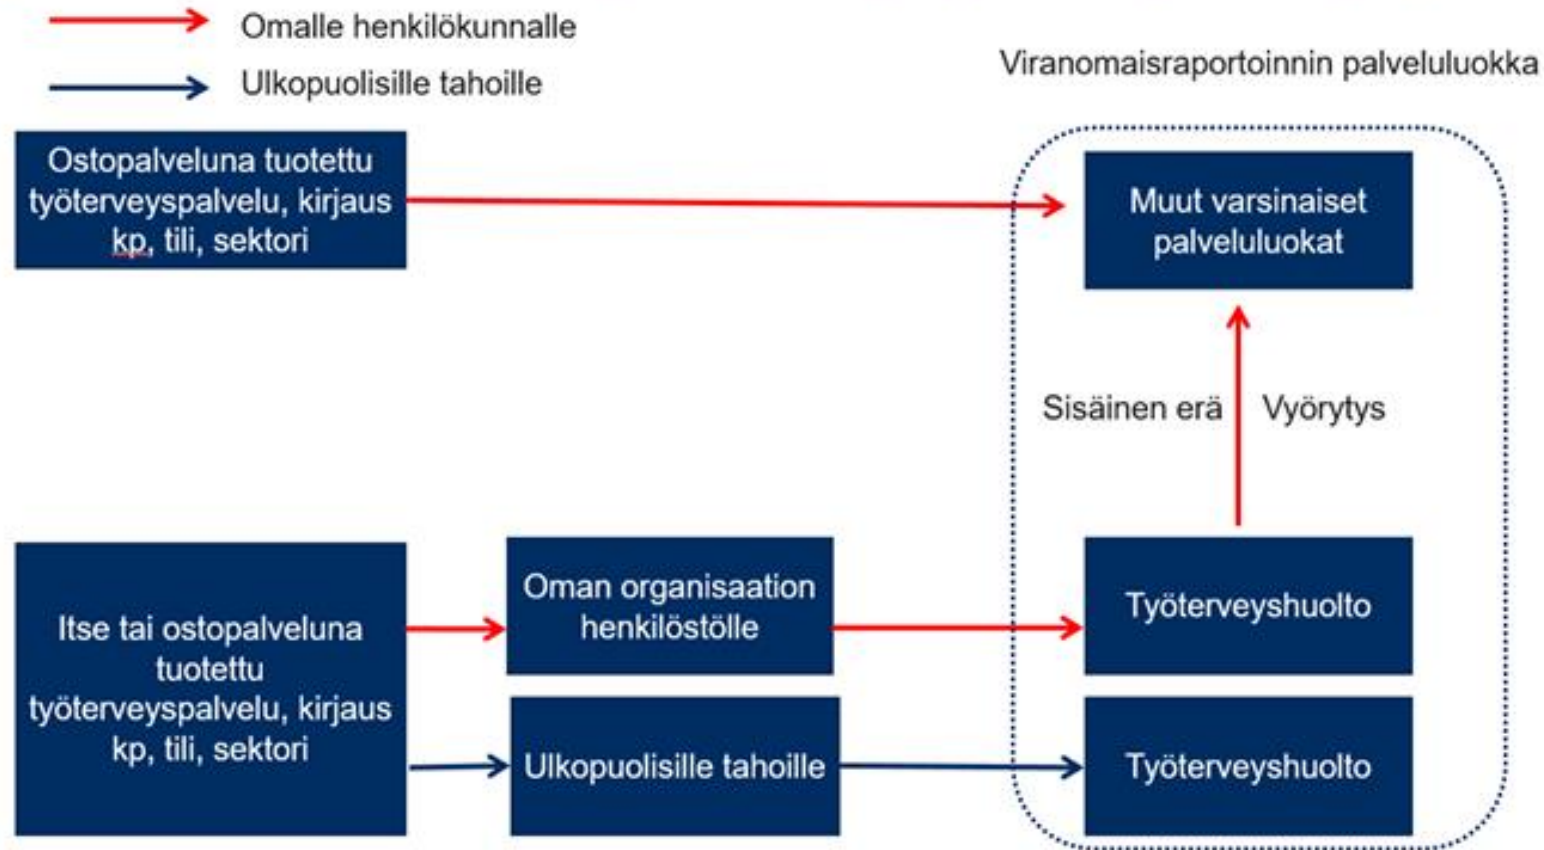 Omalle henkilökunnalle
Ulkopuolisille tahoille
Viranomaisraportoinnin palveluluokka
Ostopalveluna tuotettu
työterveyspalvelu, kirjaus
kp, tili, sektori
Muut varsinaiset
palveluluokat
Sisäinen erä
Vyörytys
Itse tai ostopalveluna
tuotettu
työterveyspalvelu, kirjaus
kp, tili, sektori
Oman organisaation
henkilöstölle
Työterveyshuolto
Ulkopuolisille tahoille
Työterveyshuolto